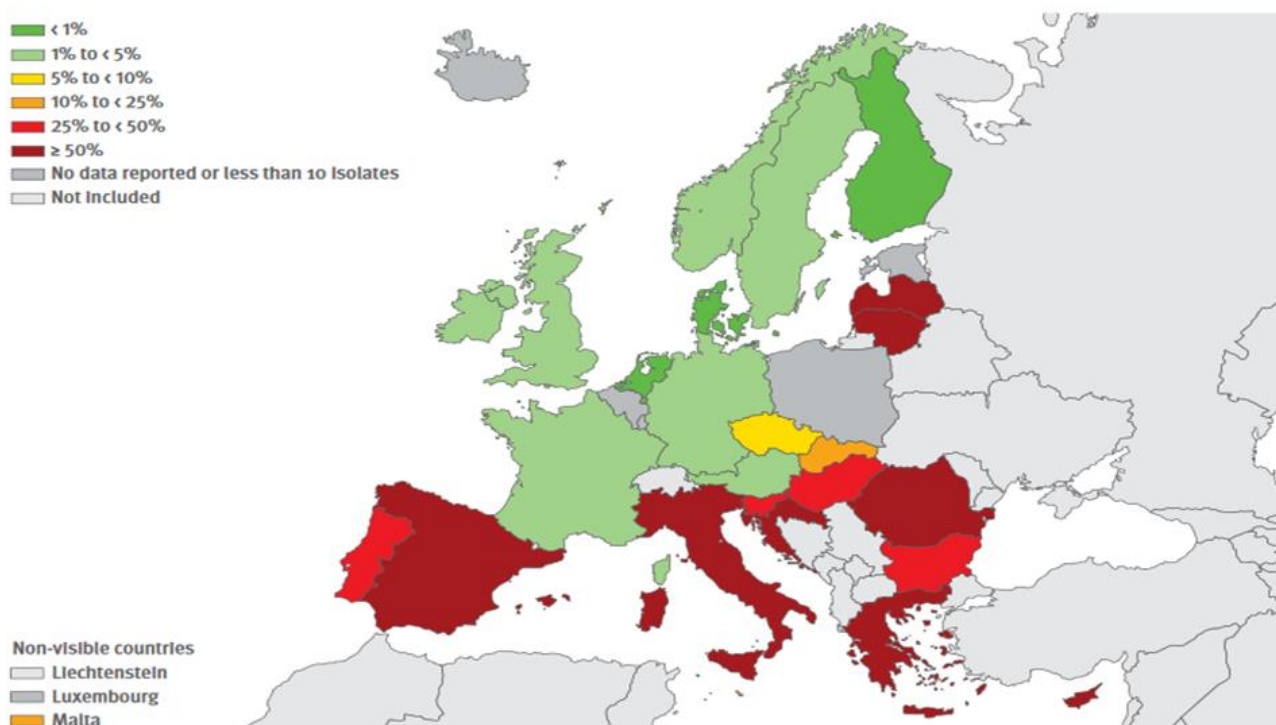 < 1%
1% to < 5%
5% to < 10%
10% to < 25%
25% to < 50%
≥ 50%
No data reported or less than 10 isolates
Not included
Non-visible countries
Liechtenstein
Luxembourg
Malta